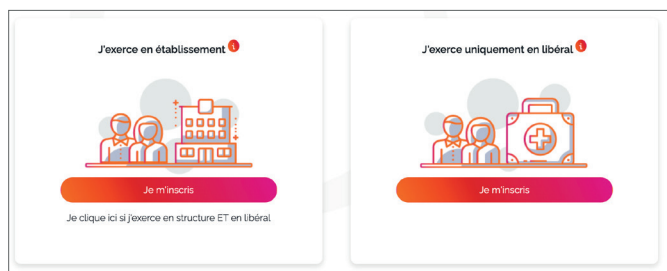 J'exerce en établissement i
Je m'inscris
Je clique ici si j'exerce en structure ET en libéral
J'exerce uniquement en libéral i
Je m'inscris